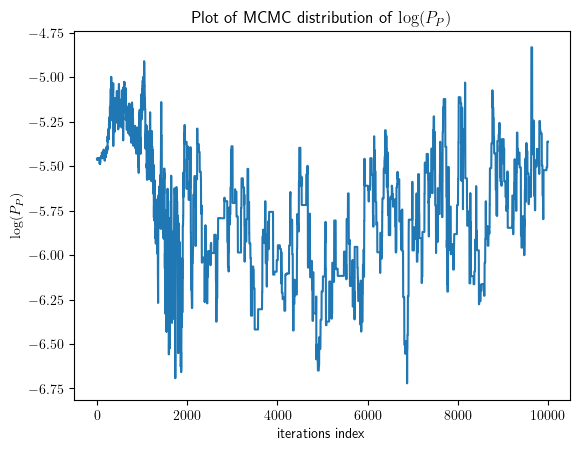 Plot of MCMC distribution of log(P_P)
−4.75
−5.00
−5.25
−5.50
−5.75
−6.00
−6.25
−6.50
−6.75
log(P_P)
0 2000 4000 6000 8000 10000
iterations index